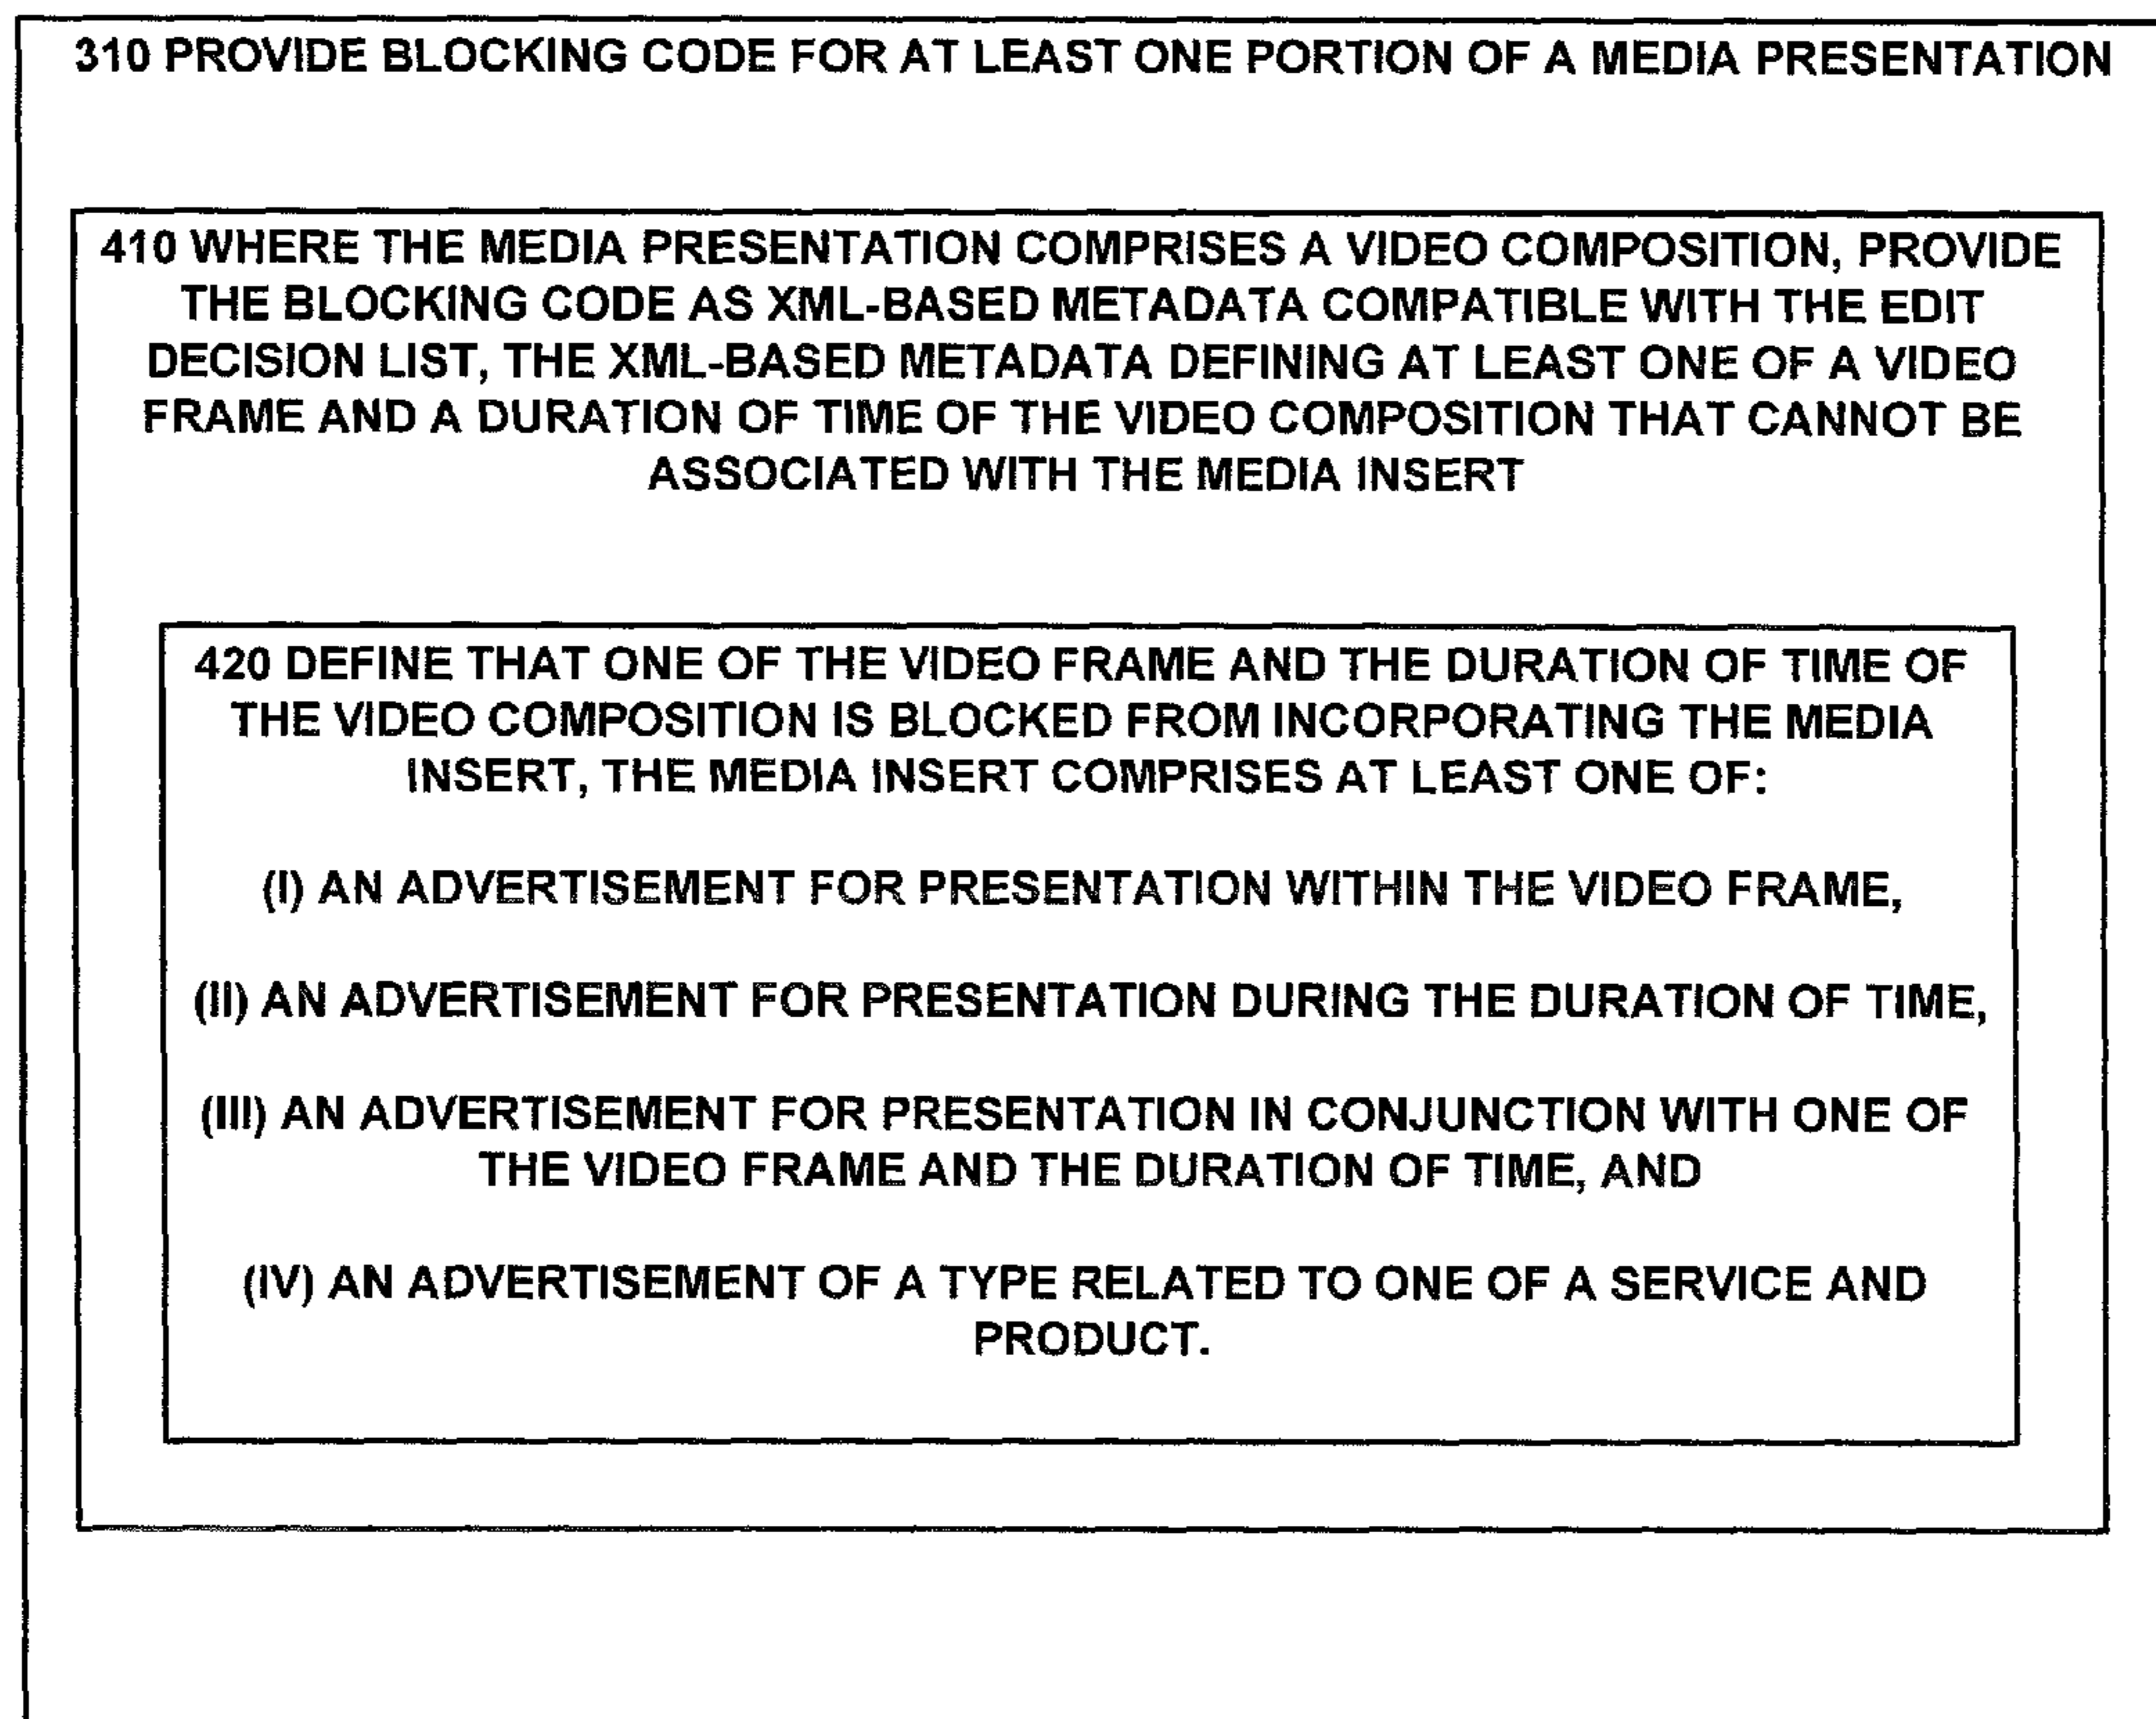 310 PROVIDE BLOCKING CODE FOR AT LEAST ONE PORTION OF A MEDIA PRESENTATION
410 WHERE THE MEDIA PRESENTATION COMPRISES A VIDEO COMPOSITION, PROVIDE
THE BLOCKING CODE AS XML-BASED METADATA COMPATIBLE WITH THE EDIT
DECISION LIST, THE XML-BASED METADATA DEFINING AT LEAST ONE OF A VIDEO
FRAME AND A DURATION OF TIME OF THE VIDEO COMPOSITION THAT CANNOT BE
ASSOCIATED WITH THE MEDIA INSERT
420 DEFINE THAT ONE OF THE VIDEO FRAME AND THE DURATION OF TIME OF
THE VIDEO COMPOSITION IS BLOCKED FROM INCORPORATING THE MEDIA
INSERT, THE MEDIA INSERT COMPRISES AT LEAST ONE OF:
(I) AN ADVERTISEMENT FOR PRESENTATION WITHIN THE VIDEO FRAME,
(II) AN ADVERTISEMENT FOR PRESENTATION DURING THE DURATION OF TIME,
(III) AN ADVERTISEMENT FOR PRESENTATION IN CONJUNCTION WITH ONE OF
THE VIDEO FRAME AND THE DURATION OF TIME, AND
(IV) AN ADVERTISEMENT OF A TYPE RELATED TO ONE OF A SERVICE AND
PRODUCT.